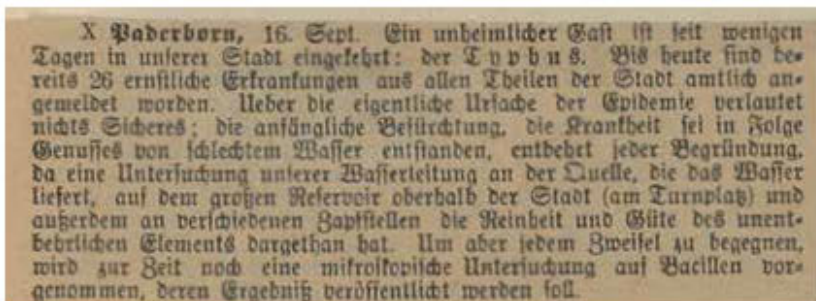 X Paderborn, 16. Sept. Ein unheimlicher Gast ist seit wenigen
Tagen in unserer Stadt eingekehrt: der Typhus. Bis heute sind be-
reits 26 ernstliche Erkrankungen aus allen Theilen der Stadt amtlich an-
gemeldet worden. Ueber die eigentliche Ursache der Epidemie verlautet
nichts Sicheres; die anfängliche Befürchtung, die Krankheit sei in Folge
Genusses von schlechtem Wasser entstanden, entbehrt jeder Begründung,
da eine Untersuchung unserer Wasserleitung an der Quelle, die das Wasser
liefert, auf dem großen Reservoir oberhalb der Stadt (am Turnplatz) und
außerdem an verschiedenen Zapfstellen die Reinheit und Güte des unent-
behrlichen Elements dargethan hat. Um aber jedem Zweifel zu begegnen,
wird zur Zeit noch eine mikroskopische Untersuchung auf Bacillen vor-
genommen, deren Ergebniß veröffentlicht werden soll.